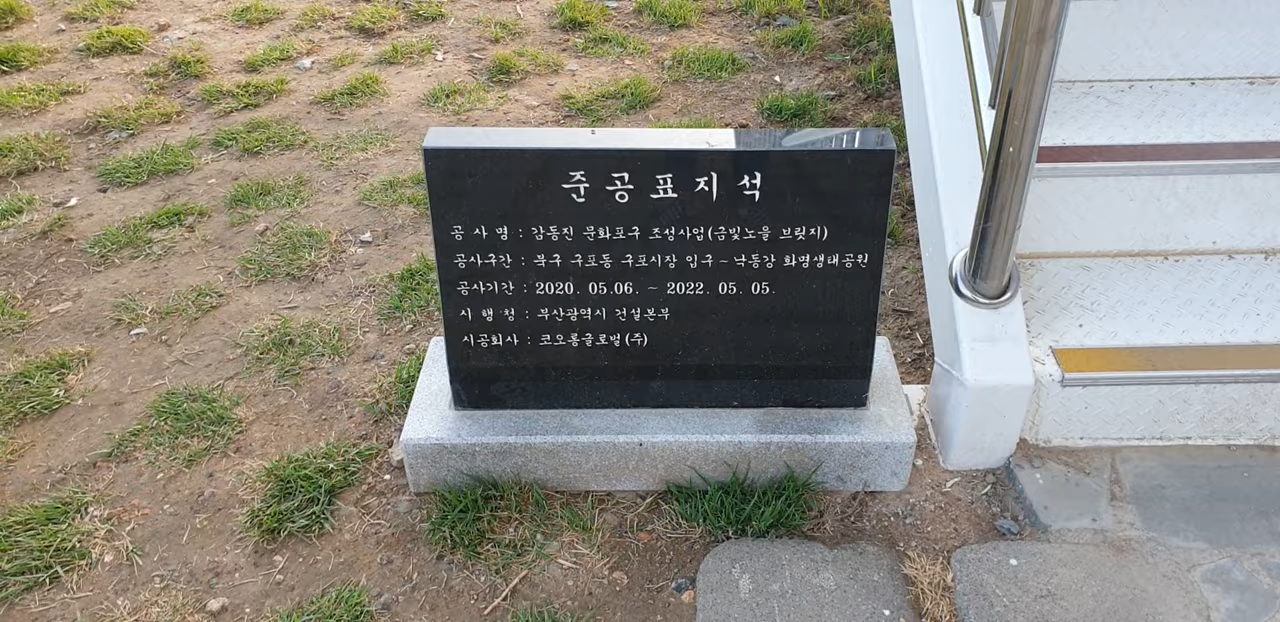 준공표지석
공 사 명 : 감동진 문화포구 조성사업(금빛노을 브릿지)
공사구간 : 북구 구포동 구포시장 입구 ~ 낙동강 화명생태공원
공사기간 : 2020. 05.06. ~ 2022. 05. 05.
시 행 청 : 부산광역시 건설본부
시공회사 : 코오롱글로벌(주)